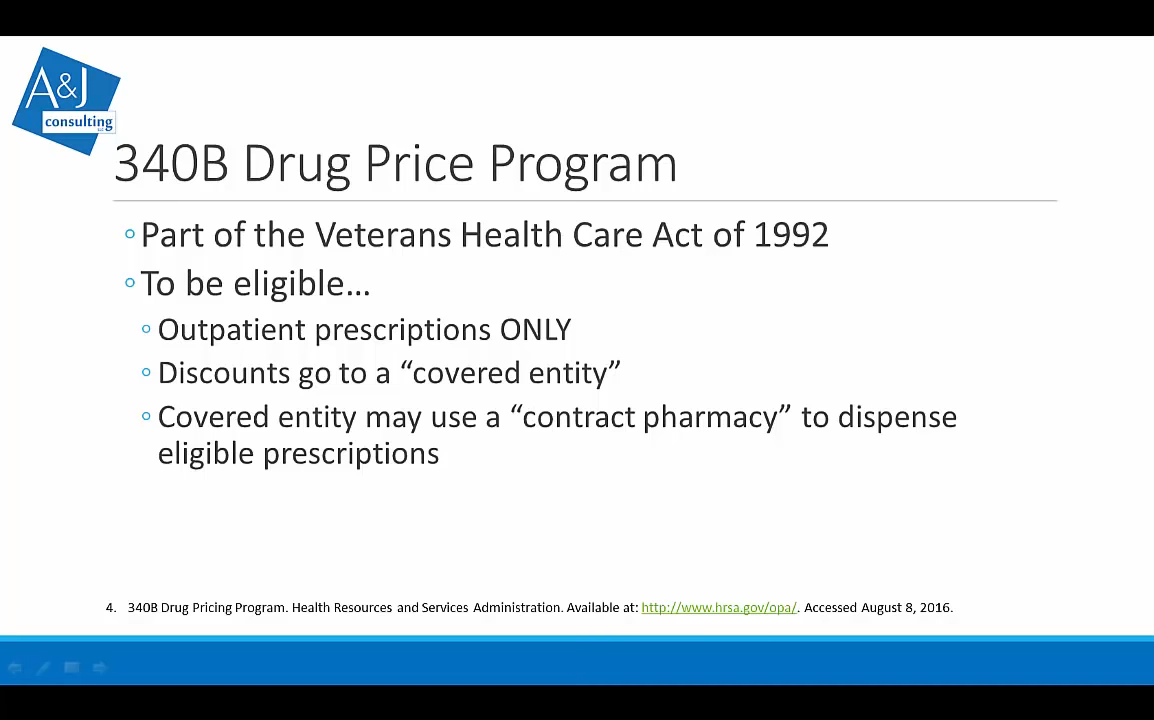 A&J
consulting
340B Drug Price Program
Part of the Veterans Health Care Act of 1992
To be eligible…
Outpatient prescriptions ONLY
Discounts go to a “covered entity”
Covered entity may use a “contract pharmacy” to dispense
eligible prescriptions
4. 340B Drug Pricing Program. Health Resources and Services Administration. Available at: http://www.hrsa.gov/opa/. Accessed August 8, 2016.